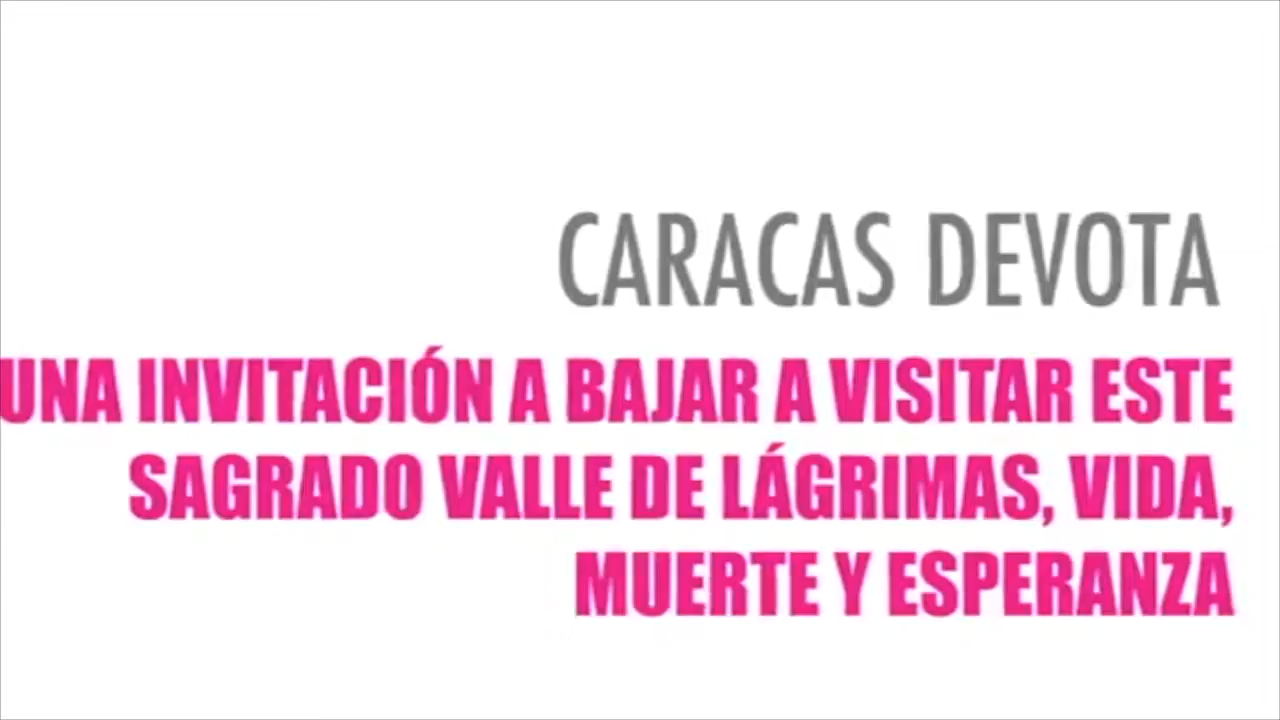 CARACAS DEVOTA
UNA INVITACIÓN A BAJAR A VISITAR ESTE
SAGRADO VALLE DE LÁGRIMAS, VIDA,
MUERTE Y ESPERANZA